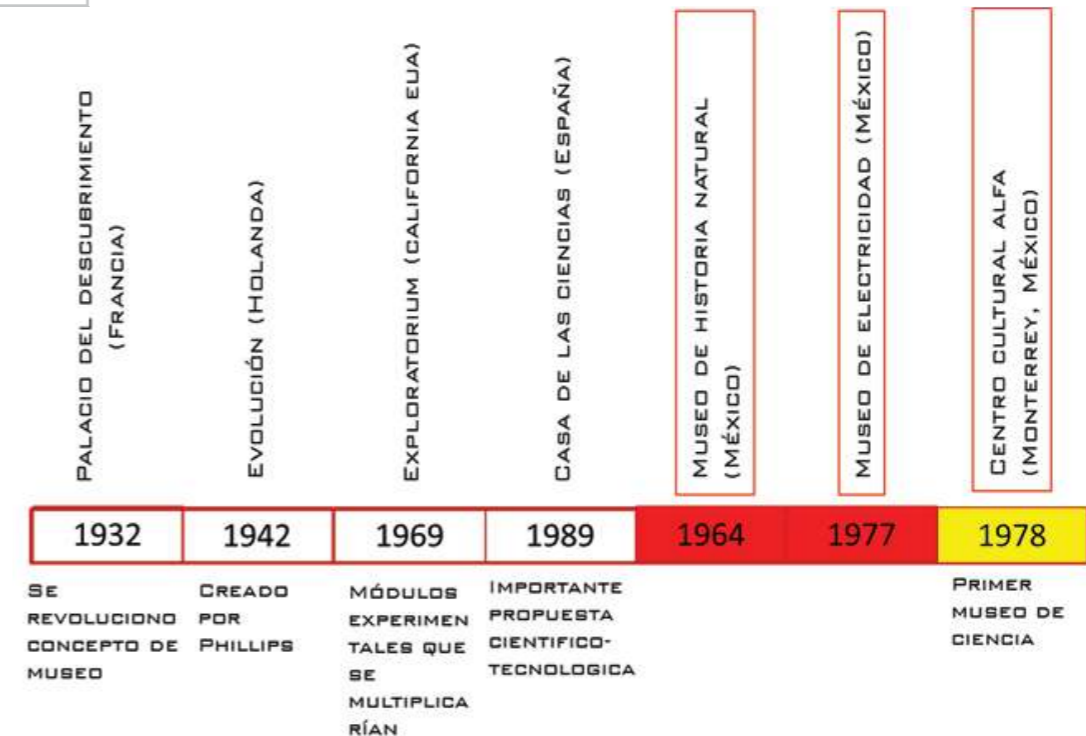 PALACIO DEL DESCUBRIMIENTO
(FRANCIA)
EVOLUCIÓN (HOLANDA)
EXPLORATORIUM (CALIFORNIA EUA)
CASA DE LAS CIENCIAS (ESPAÑA)
MUSEO DE HISTORIA NATURAL
(MÉXICO)
MUSEO DE ELECTRICIDAD (MÉXICO)
CENTRO CULTURAL ALFA
(MONTERREY, MÉXICO)
1932
1942
1969
1989
1964
1977
1978
SE
REVOLUCIONO
CONCEPTO DE
MUSEO
CREADO
POR
PHILLIPS
MÓDULOS
EXPERIMEN
TALES QUE
SE
MULTIPLICA
RÍAN
IMPORTANTE
PROPUESTA
CIENTIFICO-
TECNOLOGICA
PRIMER
MUSEO DE
CIENCIA